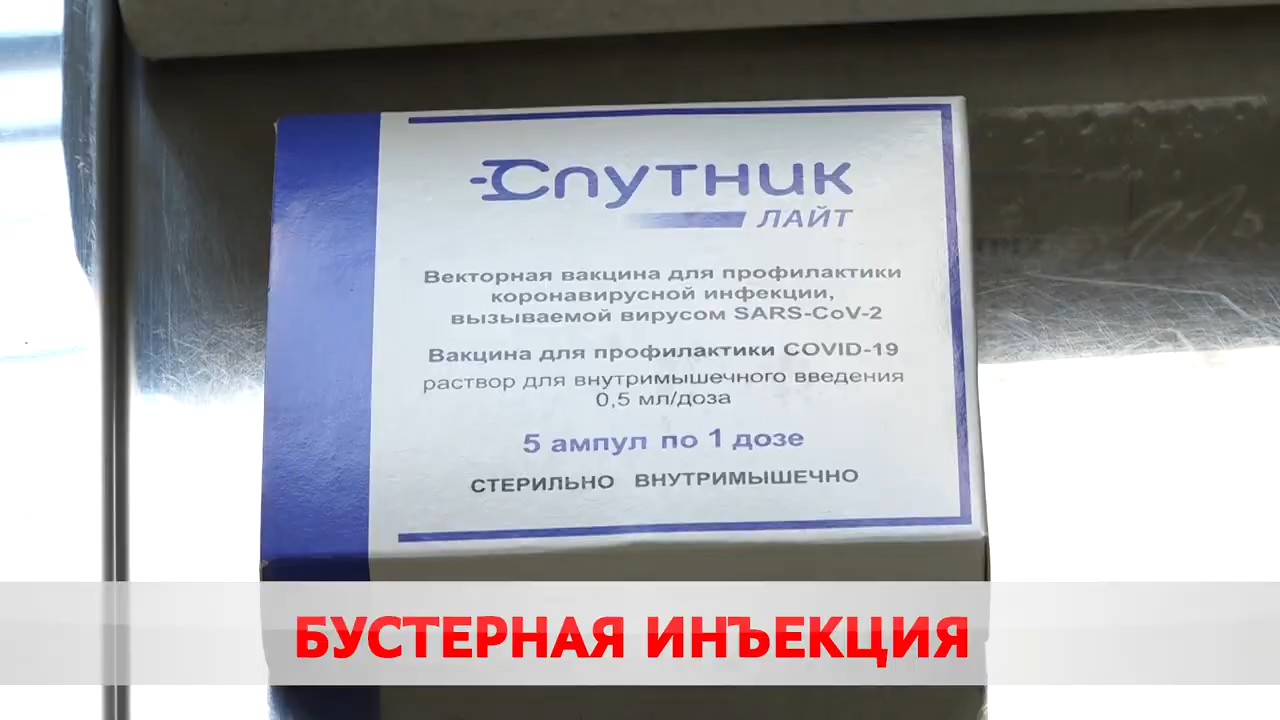 Спутник
ЛАЙТ
Векторная вакцина для профилактики
коронавирусной инфекции,
вызываемой вирусом SARS-CoV-2
Вакцина для профилактики COVID-19
раствор для внутримышечного введения
0,5 мл/доза
5 ампул по 1 дозе
СТЕРИЛЬНО ВНУТРИМЫШЕЧНО
БУСТЕРНАЯ ИНЪЕКЦИЯ